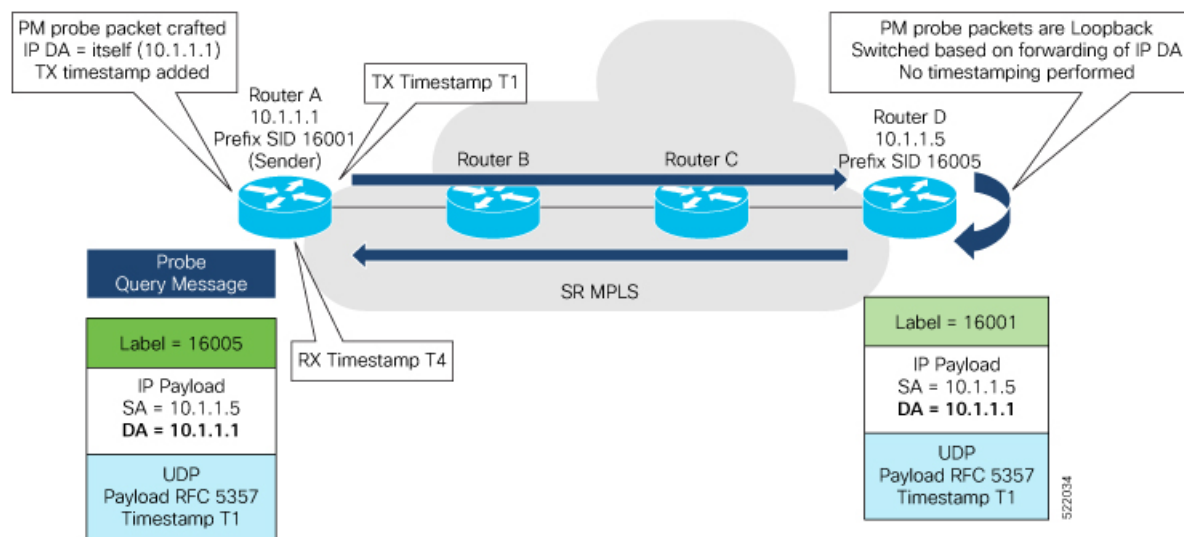 PM probe packet crafted
IP DA = itself (10.1.1.1)
TX timestamp added
TX Timestamp T1
PM probe packets are Loopback
Switched based on forwarding of IP DA
No timestamping performed
Router A
10.1.1.1
Prefix SID 16001
(Sender)
Router B
Router C
Router D
10.1.1.5
Prefix SID 16005
Probe
Query Message
SR MPLS
RX Timestamp T4
Label = 16005
IP Payload
SA = 10.1.1.5
DA = 10.1.1.1
UDP
Payload RFC 5357
Timestamp T1
Label = 16001
IP Payload
SA = 10.1.1.5
DA = 10.1.1.1
UDP
Payload RFC 5357
Timestamp T1
522034